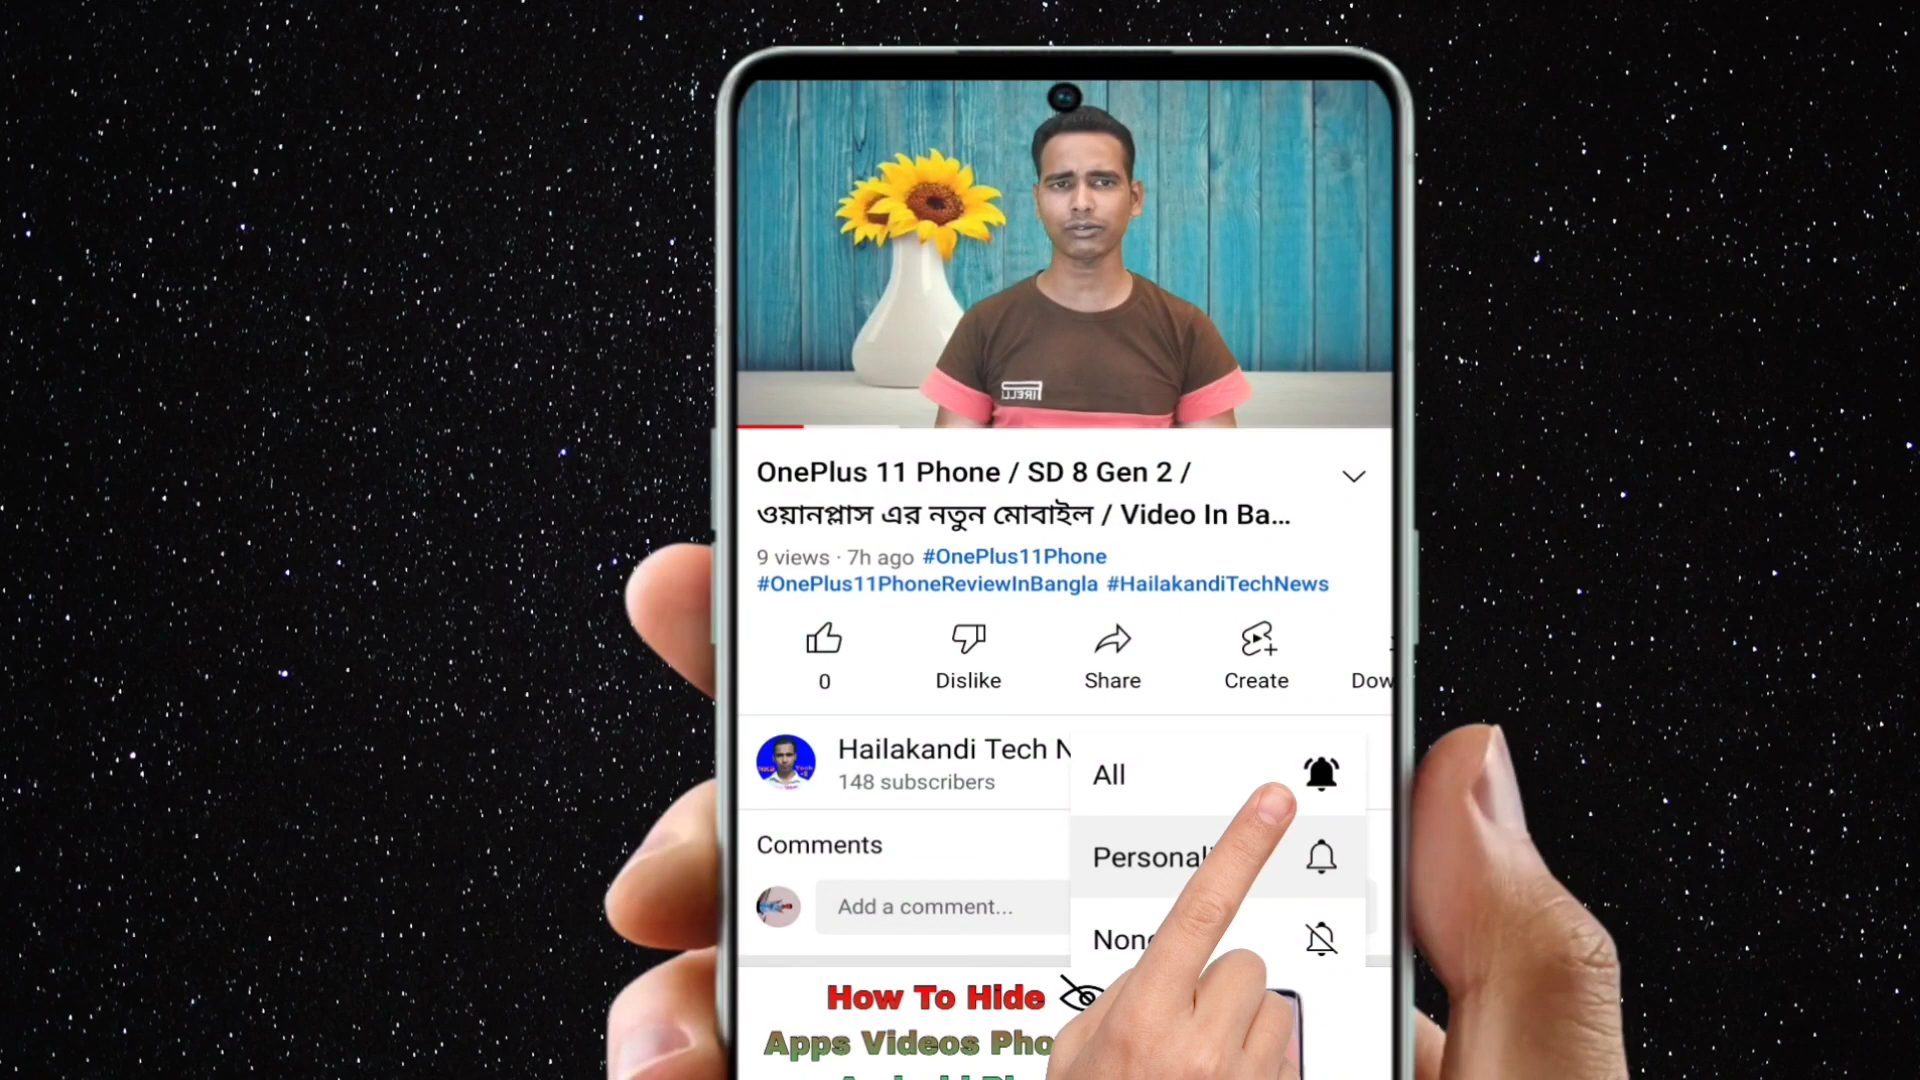 OnePlus 11 Phone / SD 8 Gen 2 /
ওয়ানপ্লাস এর নতুন মোবাইল / Video In Ba...
9 views · 7h ago #OnePlus11Phone
#OnePlus11PhoneReviewInBangla #HailakandiTechNews
0 Dislike Share Create Dow
Hailakandi Tech N
148 subscribers
All
Comments
Personali
Add a comment...
None
How To Hide
Apps Videos Pho